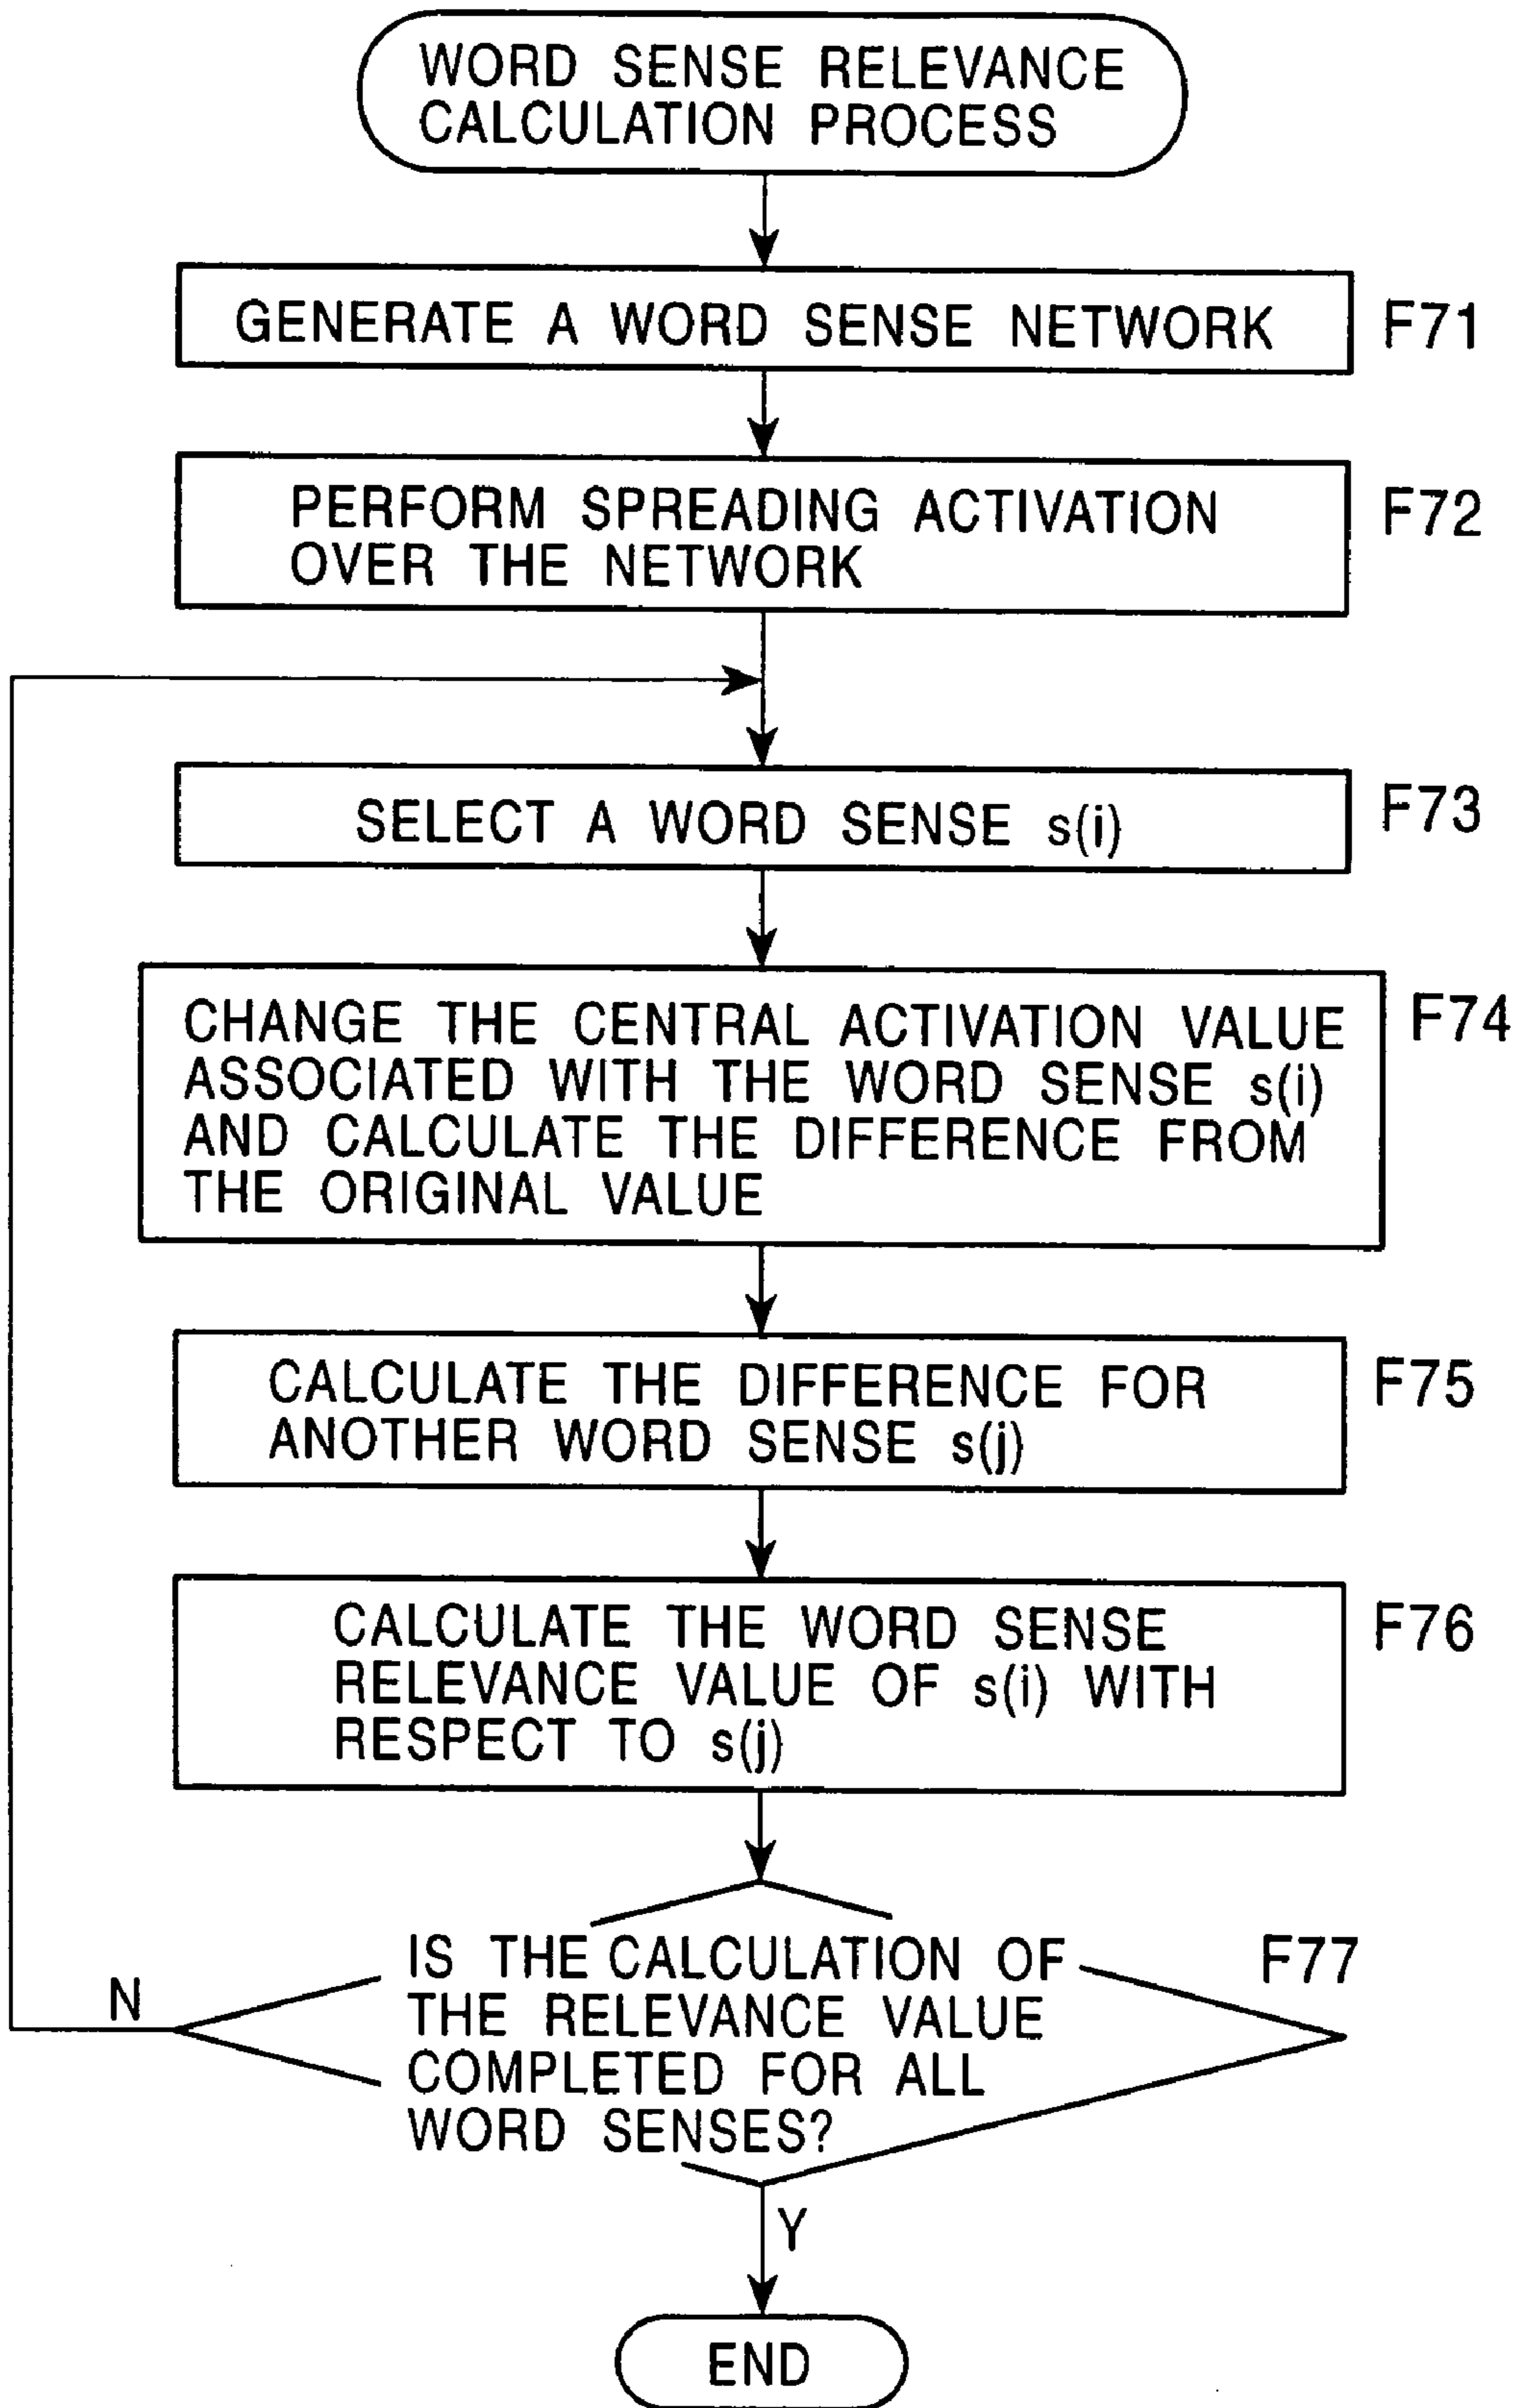 WORD SENSE RELEVANCE
CALCULATION PROCESS
GENERATE A WORD SENSE NETWORK
F71
PERFORM SPREADING ACTIVATION
OVER THE NETWORK
F72
SELECT A WORD SENSE s(i)
F73
CHANGE THE CENTRAL ACTIVATION VALUE
ASSOCIATED WITH THE WORD SENSE s(i)
AND CALCULATE THE DIFFERENCE FROM
THE ORIGINAL VALUE
F74
CALCULATE THE DIFFERENCE FOR
ANOTHER WORD SENSE s(j)
F75
CALCULATE THE WORD SENSE
RELEVANCE VALUE OF s(i) WITH
RESPECT TO s(j)
F76
IS THE CALCULATION OF
THE RELEVANCE VALUE
COMPLETED FOR ALL
WORD SENSES?
F77
N
Y
END